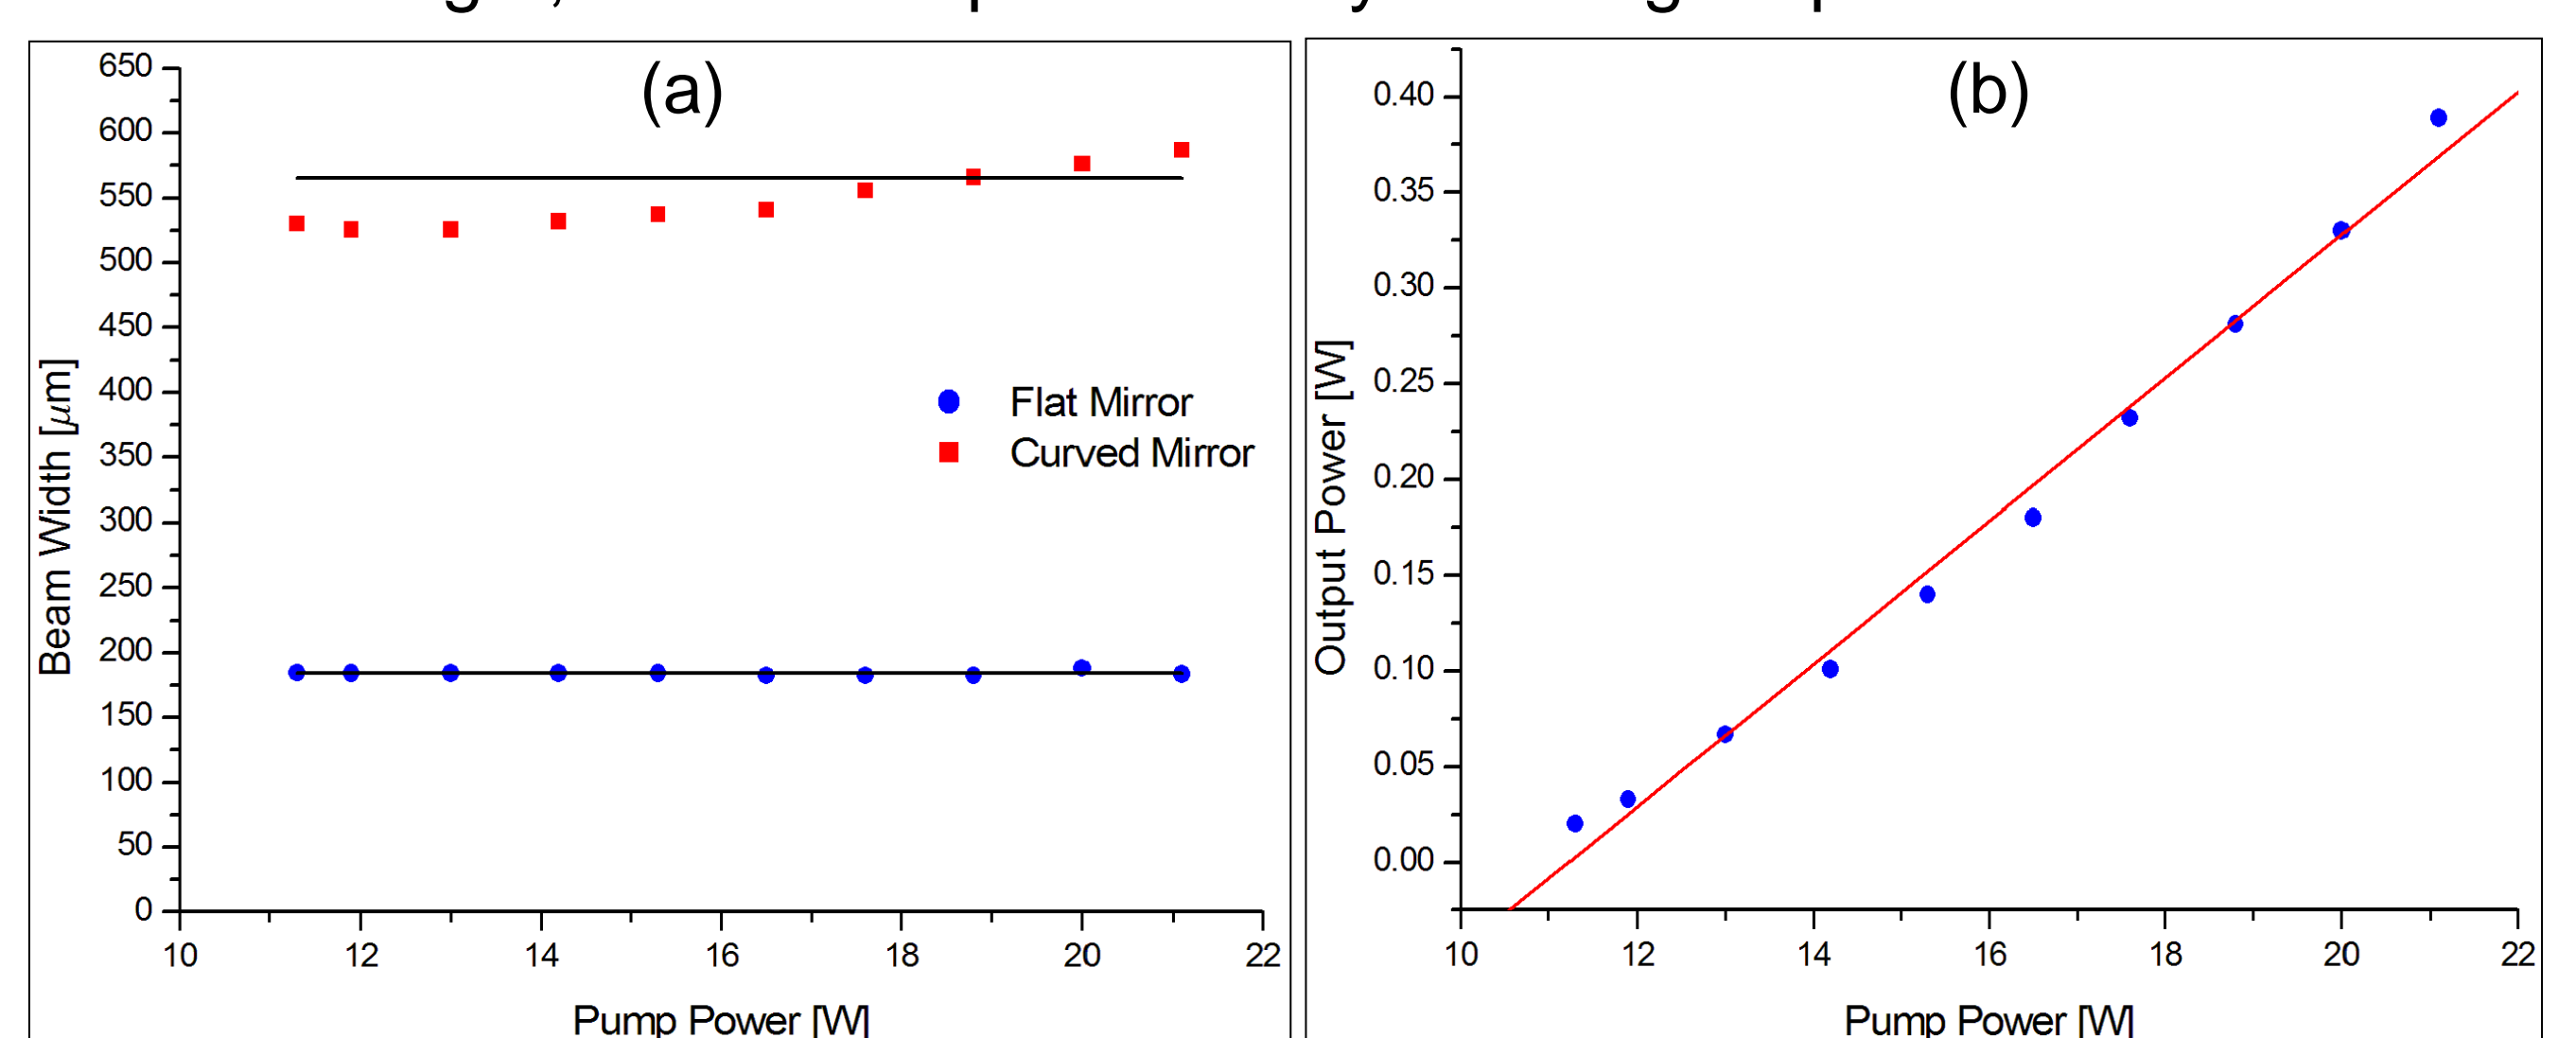 (a)
650
600
550
500
450
400
350
300
250
200
150
100
50
0
Beam Width [μm]
Flat Mirror
Curved Mirror
10 12 14 16 18 20 22
Pump Power [W]
(b)
0.40
0.35
0.30
0.25
0.20
0.15
0.10
0.05
0.00
Output Power [W]
10 12 14 16 18 20 22
Pump Power [W]